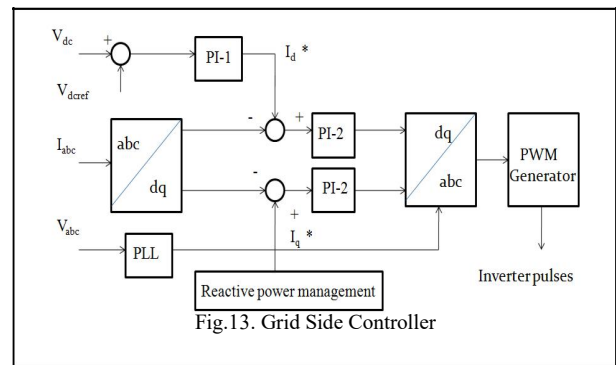 V_dc
+
PI-1
I_d *
V_dcref
-
+
PI-2
I_abc
abc
dq
dq
abc
PWM
Generator
-
+
PI-2
I_q *
V_abc
PLL
Reactive power management
Inverter pulses
Fig.13. Grid Side Controller